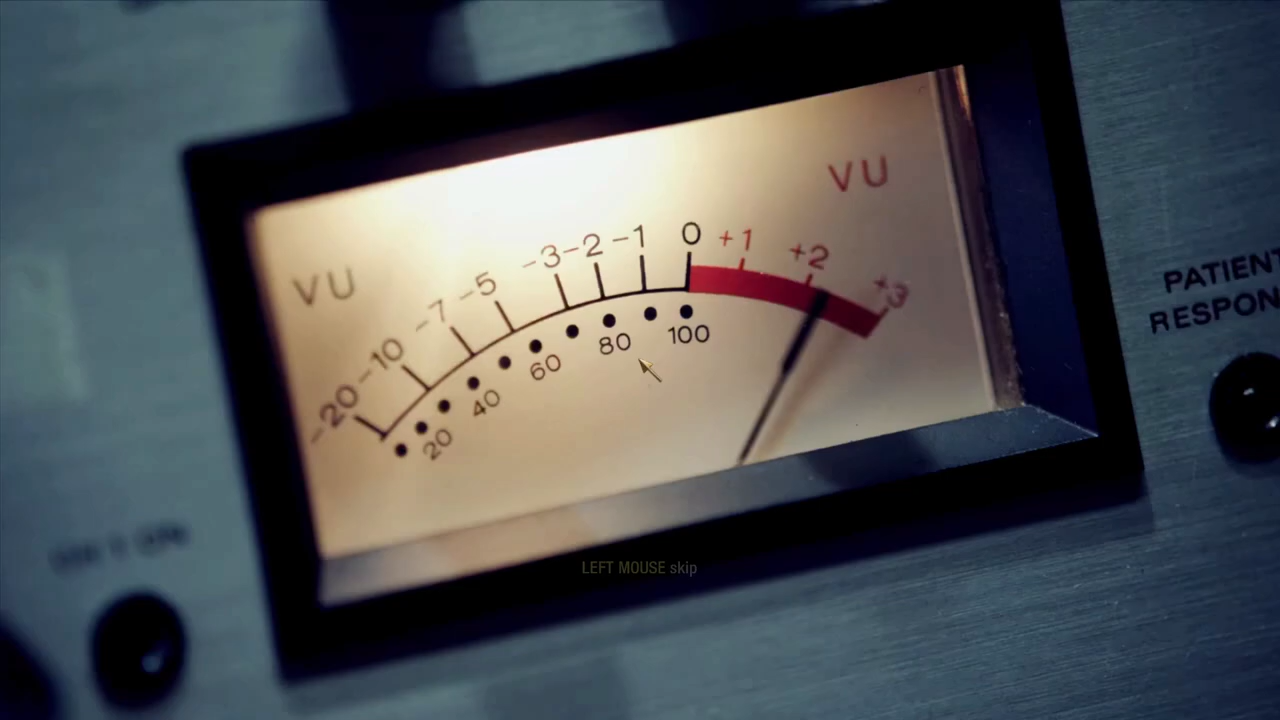 VU
VU
-20 -10 -7 -5 -3 -2 -1 0 +1 +2 +3
20 40 60 80 100
PATIENT
RESPON
LEFT MOUSE skip